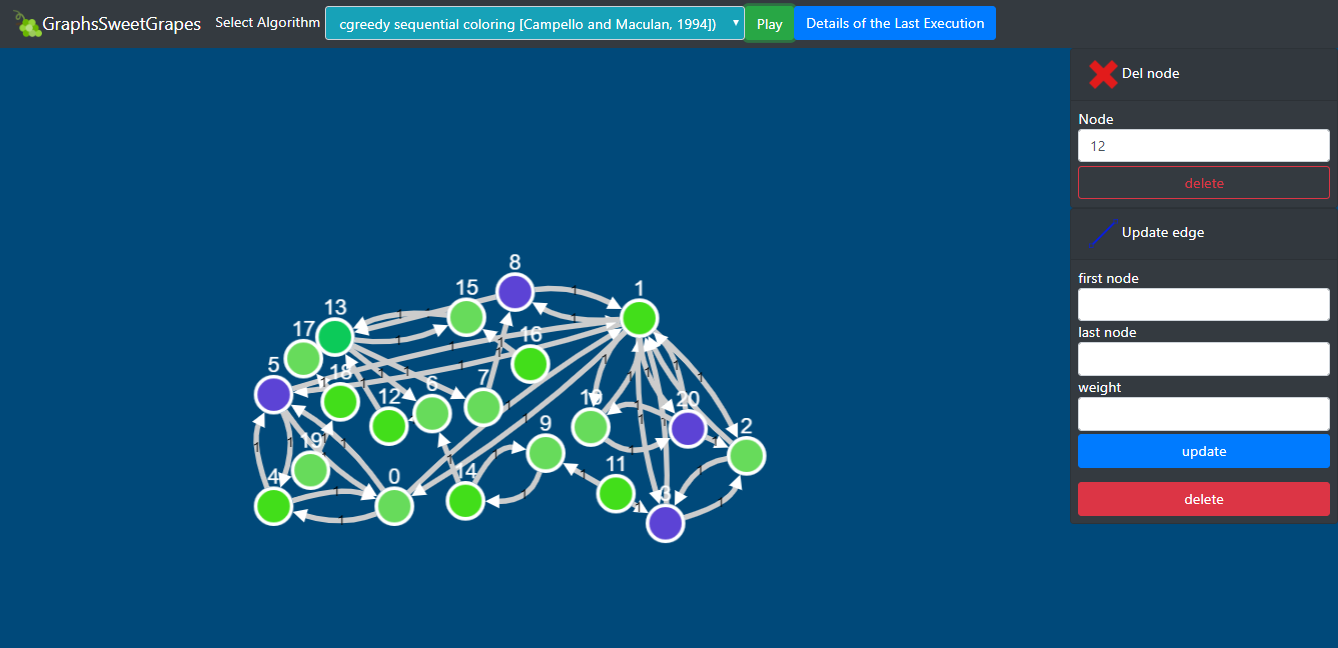 GraphsSweetGrapes Select Algorithm cgreedy sequential coloring [Campello and Maculan, 1994]) Play Details of the Last Execution
Del node
Node
12
delete
Update edge
first node
last node
weight
update
delete
8
15
1
13
17
16
5
18
12
6
7
20
9
2
19
4
0
14
11
3